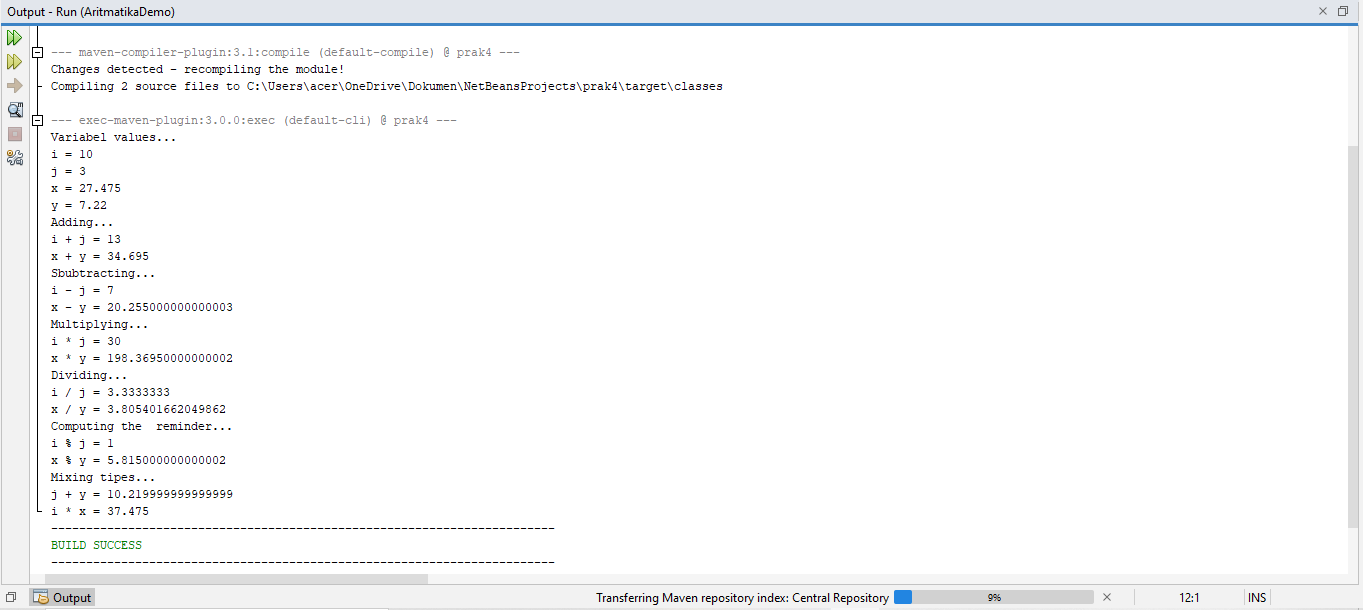 Output - Run (AritmatikaDemo)
--- maven-compiler-plugin:3.1:compile (default-compile) @ prak4 ---
Changes detected - recompiling the module!
Compiling 2 source files to C:\Users\acer\OneDrive\Dokumen\NetBeansProjects\prak4\target\classes
--- exec-maven-plugin:3.0.0:exec (default-cli) @ prak4 ---
Variabel values...
i = 10
j = 3
x = 27.475
y = 7.22
Adding...
i + j = 13
x + y = 34.695
Sbubtracting...
i - j = 7
x - y = 20.255000000000003
Multiplying...
i * j = 30
x * y = 198.36950000000002
Dividing...
i / j = 3.3333333
x / y = 3.805401662049862
Computing the  reminder...
i % j = 1
x % y = 5.815000000000002
Mixing tipes...
j + y = 10.219999999999999
i * x = 37.475
------------------------------------------------------------------------
BUILD SUCCESS
------------------------------------------------------------------------
Output
Transferring Maven repository index: Central Repository
9%
12:1
INS